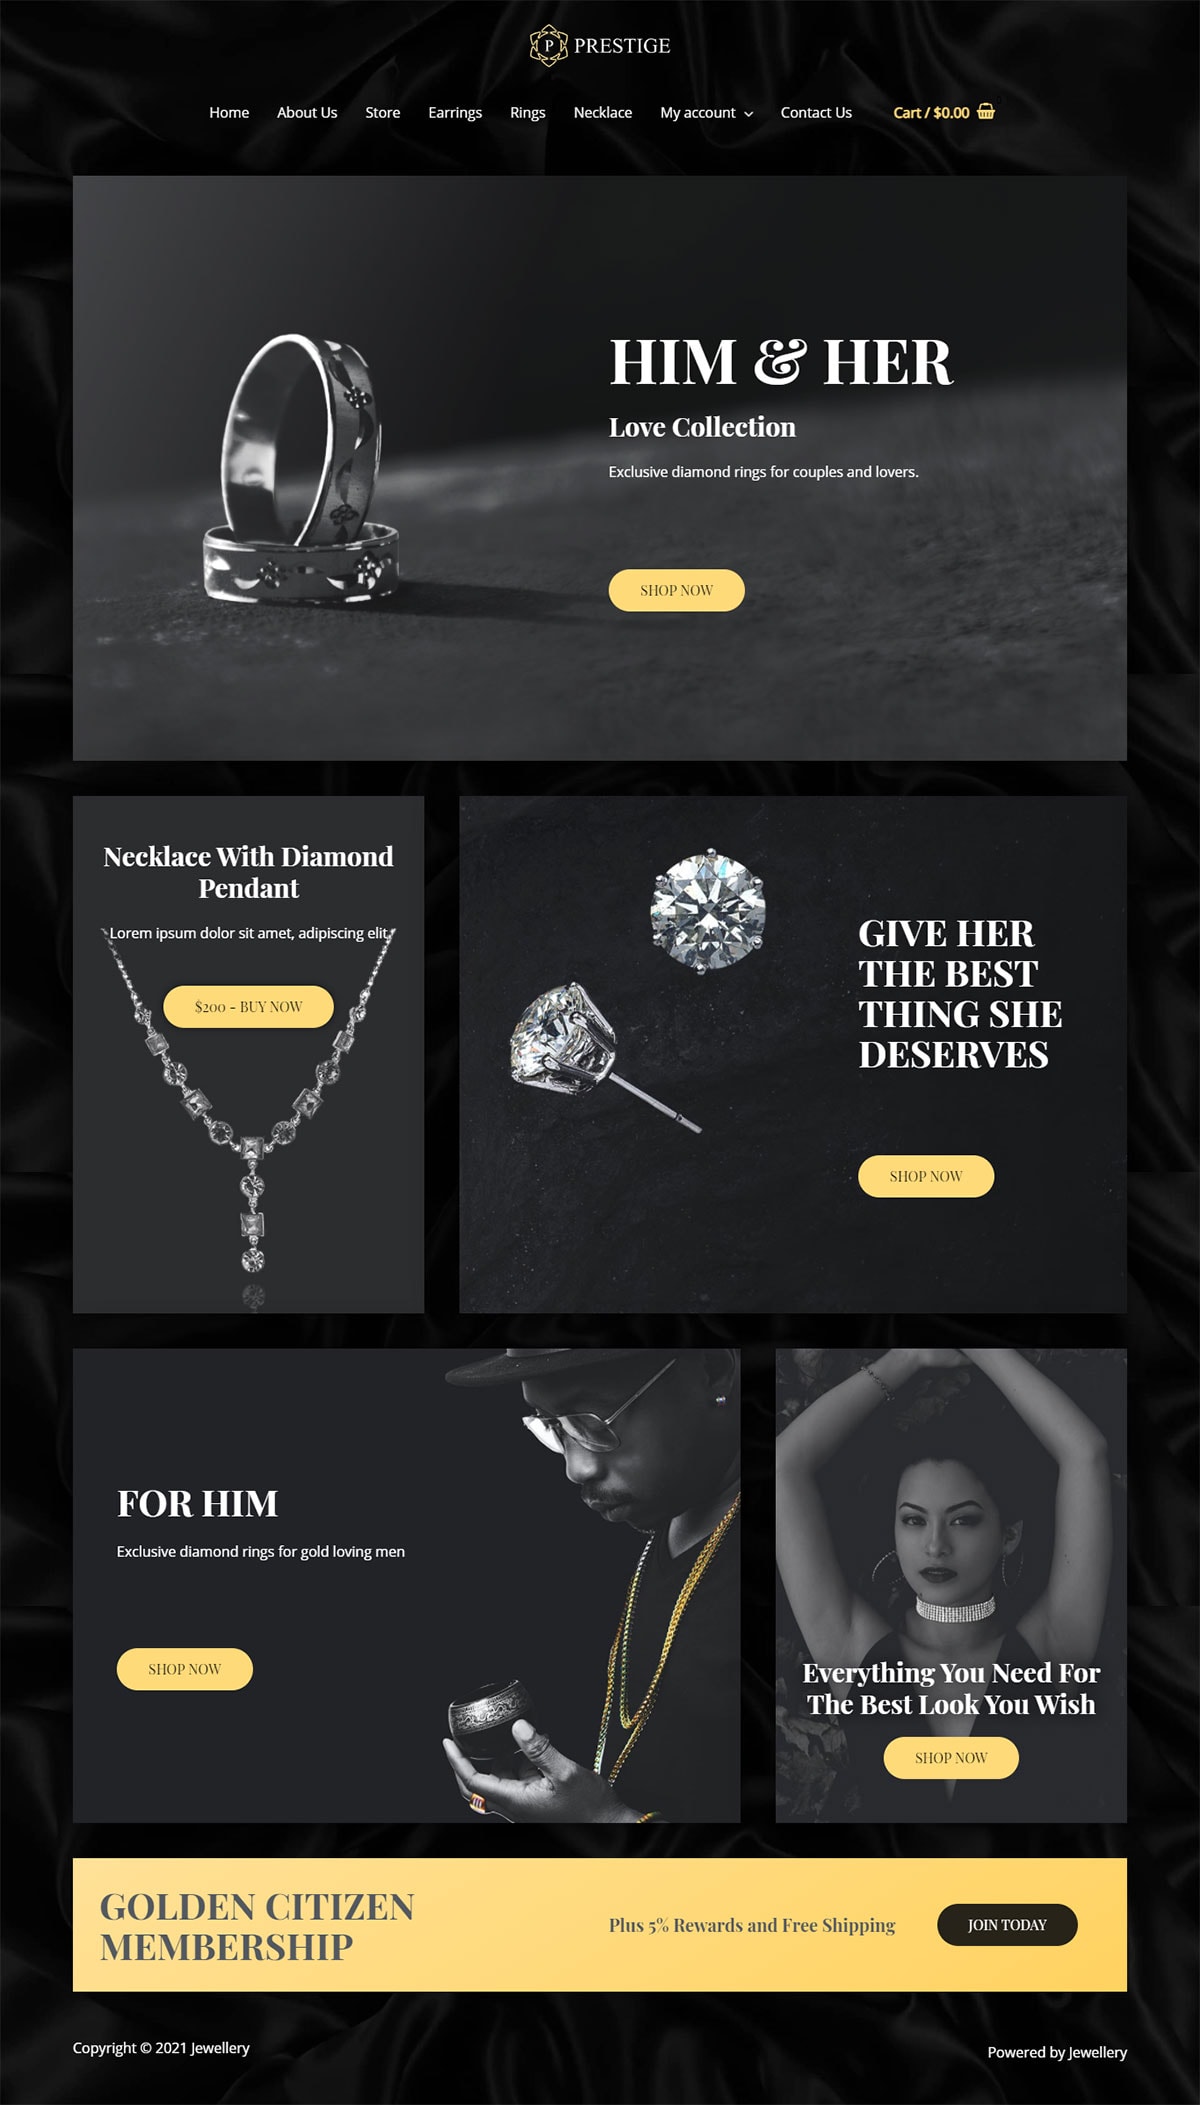 P PRESTIGE
Home About Us Store Earrings Rings Necklace My account Contact Us Cart / $0.00
HIM & HER
Love Collection
Exclusive diamond rings for couples and lovers.
SHOP NOW
Necklace With Diamond
Pendant
Lorem ipsum dolor sit amet, adipiscing elit.
$200 - BUY NOW
GIVE HER
THE BEST
THING SHE
DESERVES
SHOP NOW
FOR HIM
Exclusive diamond rings for gold loving men
SHOP NOW
Everything You Need For
The Best Look You Wish
SHOP NOW
GOLDEN CITIZEN
MEMBERSHIP
Plus 5% Rewards and Free Shipping
JOIN TODAY
Copyright © 2021 Jewellery
Powered by Jewellery